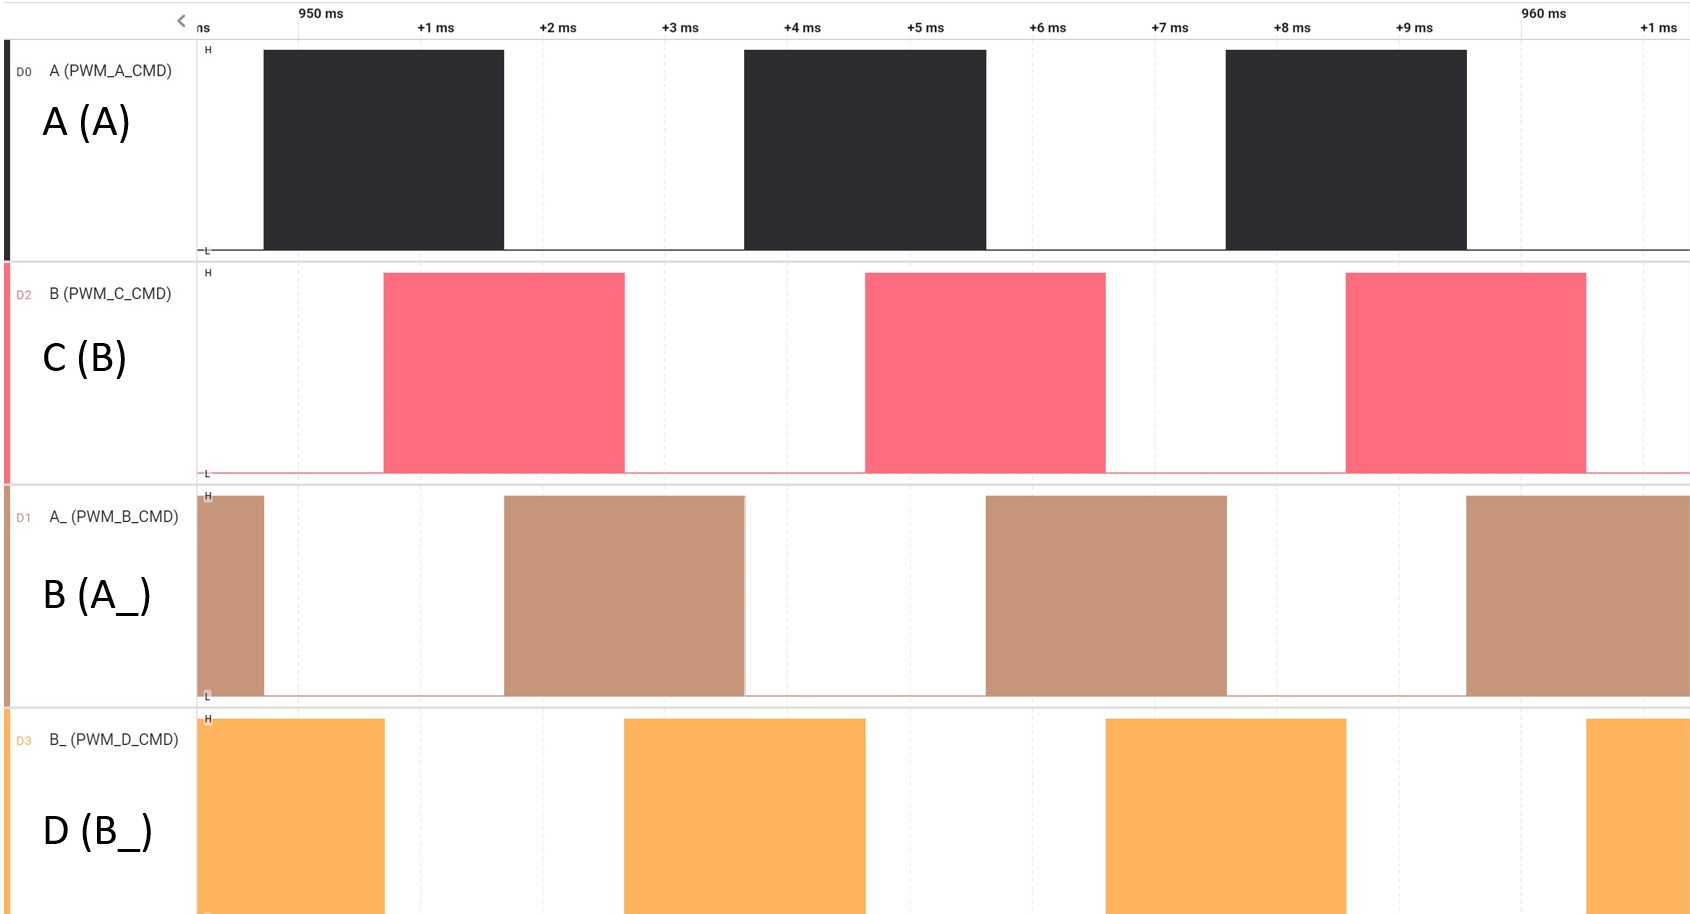 950 ms 960 ms
ms +1 ms +2 ms +3 ms +4 ms +5 ms +6 ms +7 ms +8 ms +9 ms +1 ms
H
D0 A (PWM_A_CMD)
A (A)
L
H
D2 B (PWM_C_CMD)
C (B)
L
H
D1 A_ (PWM_B_CMD)
B (A_)
L
H
D3 B_ (PWM_D_CMD)
D (B_)